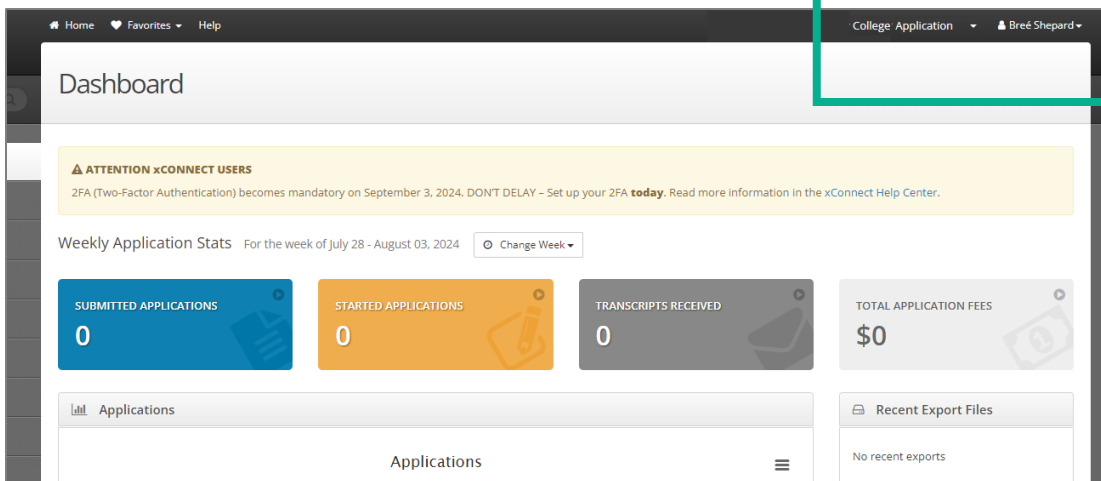 Home Favorites Help College Application Breé Shepard
Dashboard
ATTENTION xCONNECT USERS
2FA (Two-Factor Authentication) becomes mandatory on September 3, 2024. DON'T DELAY – Set up your 2FA today. Read more information in the xConnect Help Center.
Weekly Application Stats For the week of July 28 - August 03, 2024 Change Week
SUBMITTED APPLICATIONS
0
STARTED APPLICATIONS
0
TRANSCRIPTS RECEIVED
0
TOTAL APPLICATION FEES
$0
Applications
Applications
Recent Export Files
No recent exports